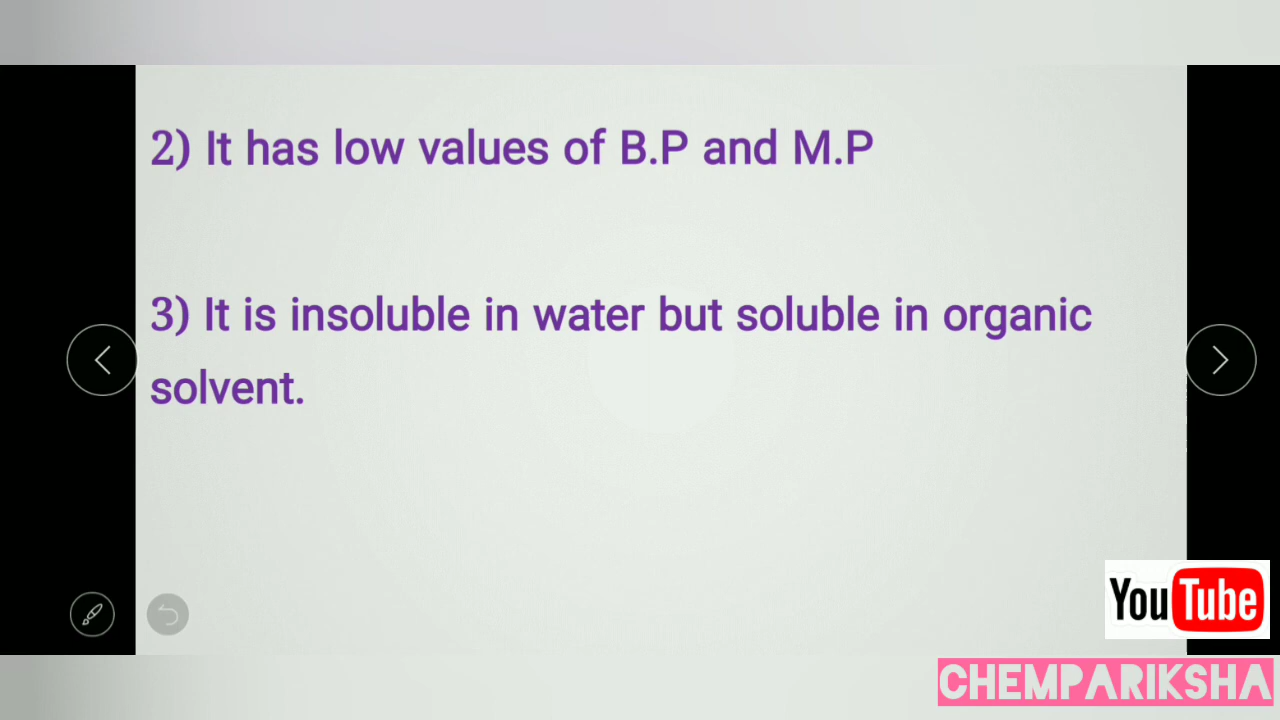 2) It has low values of B.P and M.P
3) It is insoluble in water but soluble in organic
solvent.
YouTube
CHEMPARIKSHA